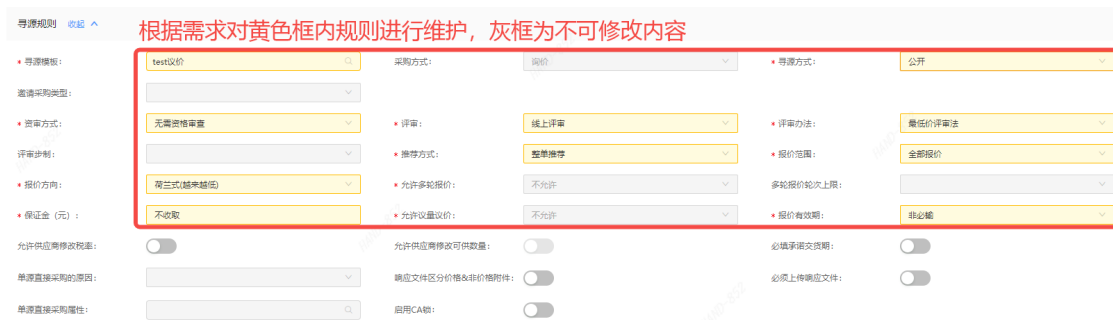 寻源规则 收起
根据需求对黄色框内规则进行维护，灰框为不可修改内容
* 寻源模板： test议价 采购方式： 询价 * 寻源方式： 公开
邀请采购类型：
* 资审方式： 无需资格审查 * 评审： 线上评审 * 评审办法： 最低价评审法
评审步制： * 推荐方式： 整单推荐 * 报价范围： 全部报价
* 报价方向： 荷兰式(越来越低) * 允许多轮报价： 不允许 多轮报价轮次上限：
* 保证金（元）： 不收取 * 允许议量议价： 不允许 * 报价有效期： 非必输
允许供应商修改税率： 允许供应商修改可供数量： 必填承诺交货期：
单源直接采购的原因： 响应文件区分价格&非价格附件： 必须上传响应文件：
单源直接采购属性： 启用CA锁：